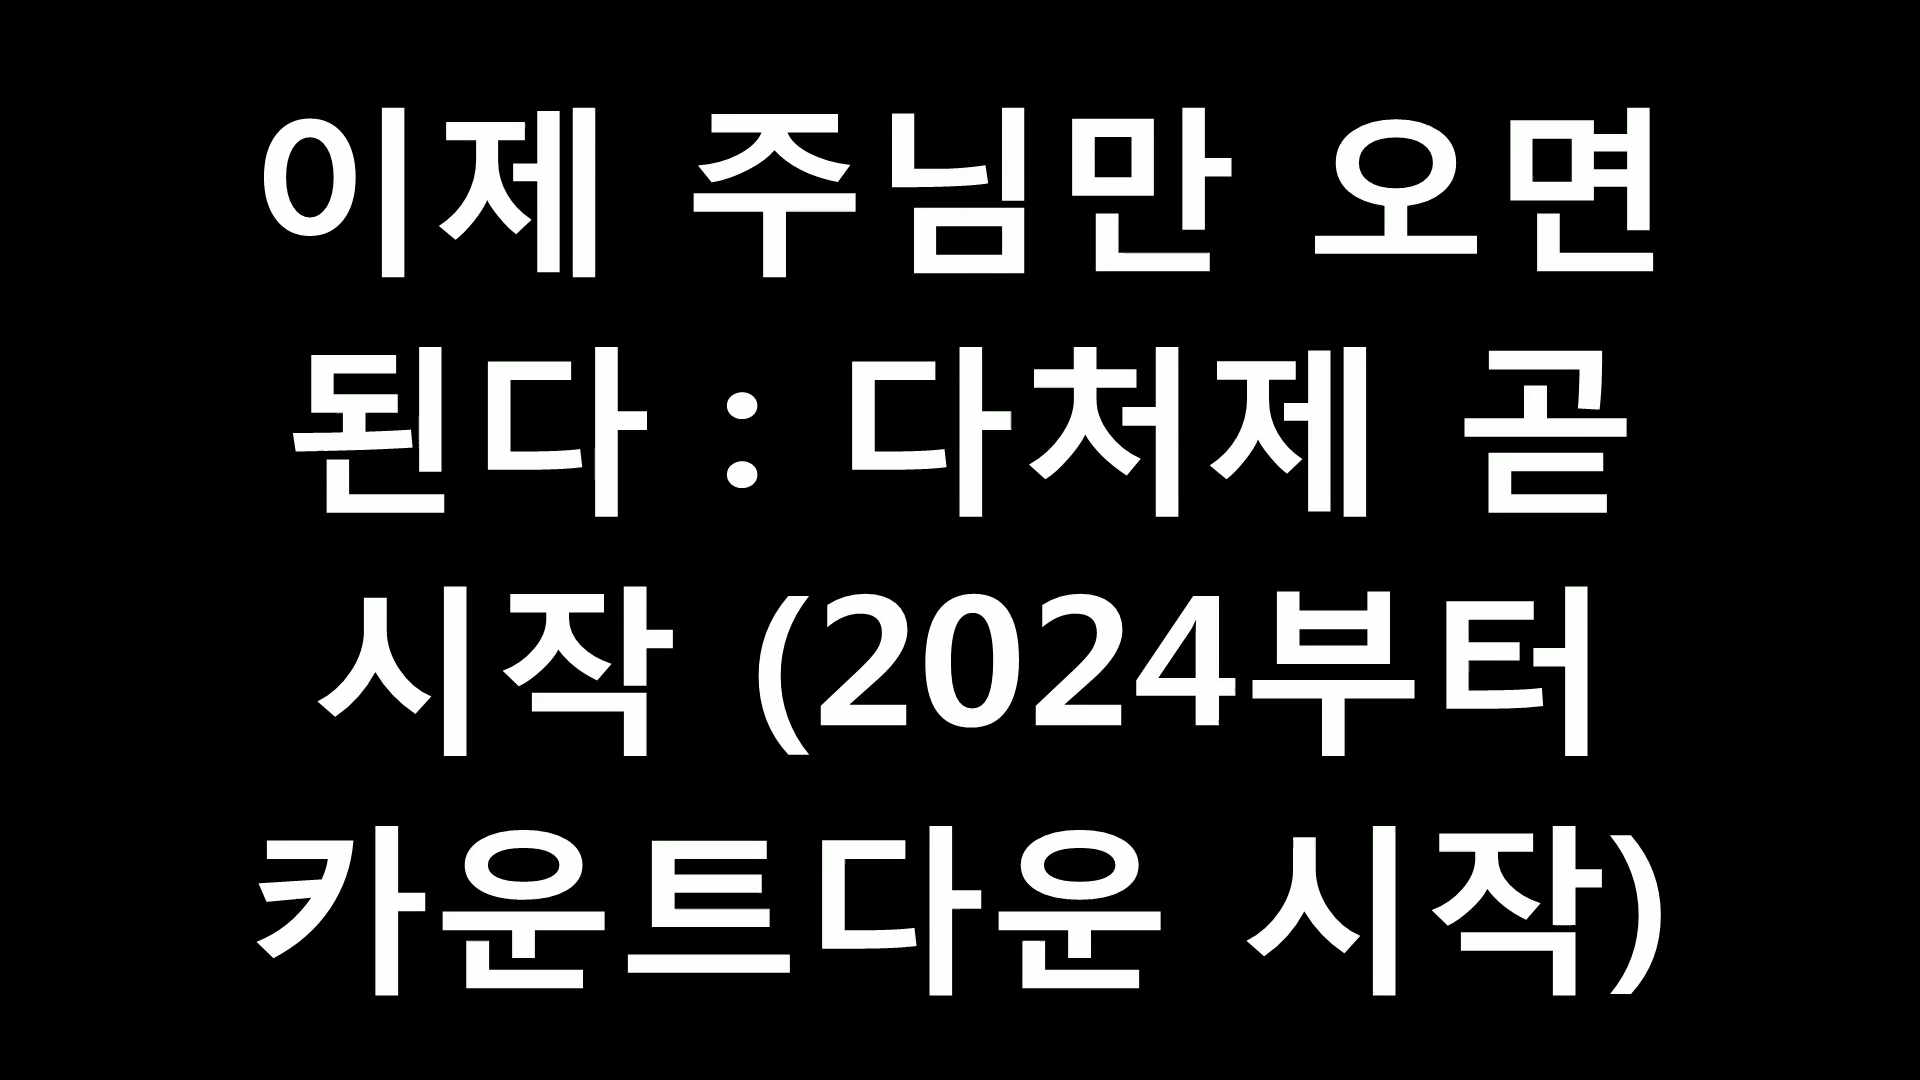 이제 주님만 오면
된다 : 다처제 곧
시작 (2024부터
카운트다운 시작)